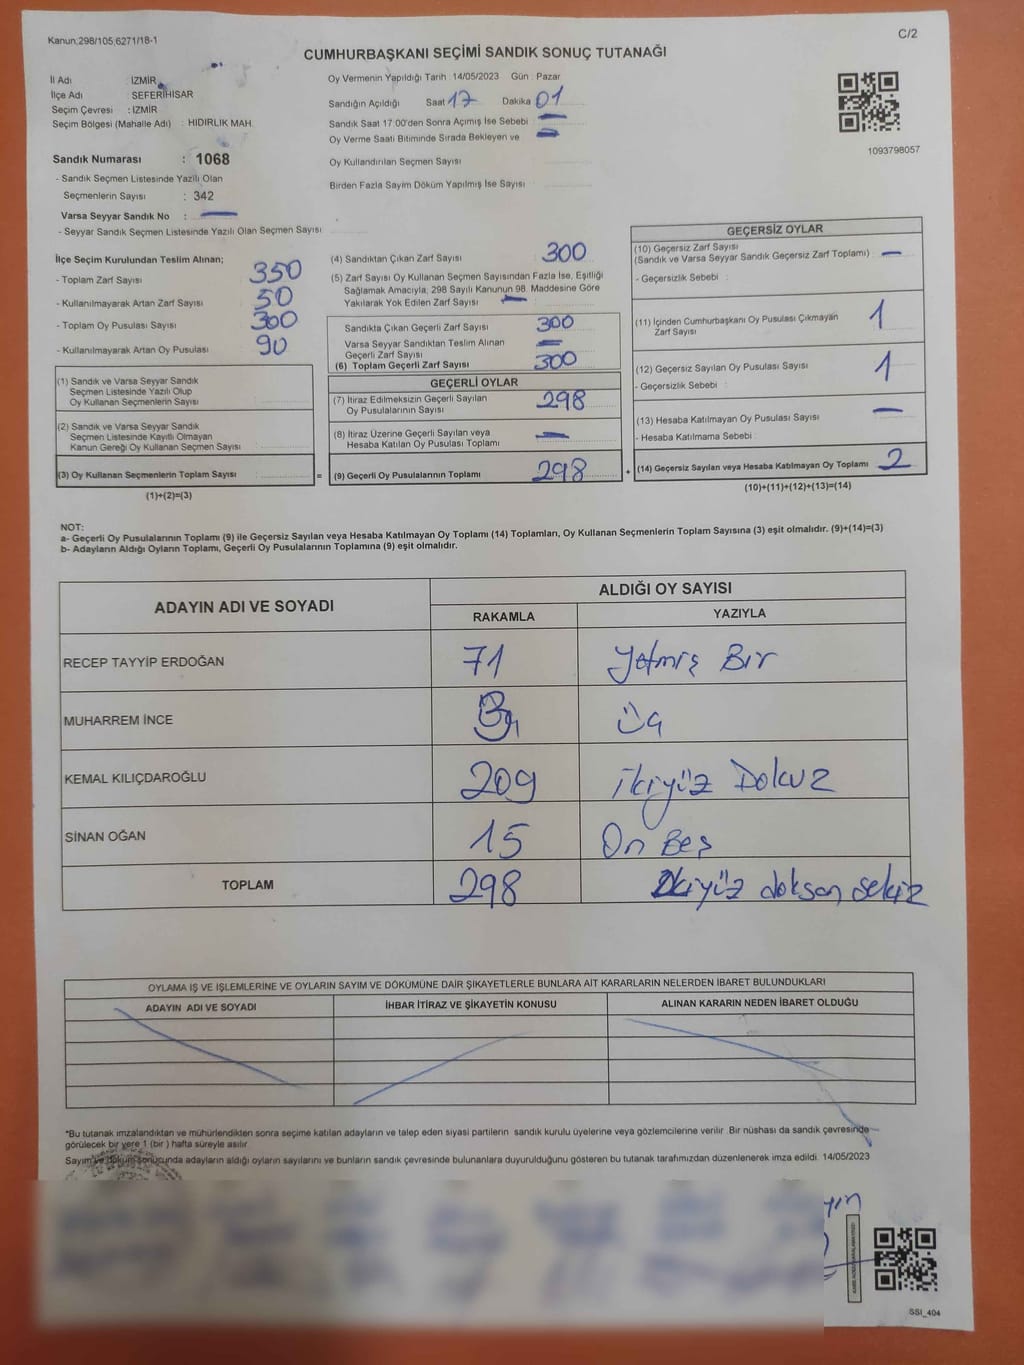 Kanun;298/105,6271/18-1
C/2
CUMHURBAŞKANI SEÇİMİ SANDIK SONUÇ TUTANAĞI
İl Adı : İZMİR
İlçe Adı SEFERİHİSAR
Seçim Çevresi : İZMİR
Seçim Bölgesi (Mahalle Adı) : HIDIRLIK MAH.
Sandık Numarası : 1068
- Sandık Seçmen Listesinde Yazılı Olan
Seçmenlerin Sayısı : 342
Varsa Seyyar Sandık No : —
- Seyyar Sandık Seçmen Listesinde Yazılı Olan Seçmen Sayısı
Oy Vermenin Yapıldığı Tarih :14/05/2023 Gün : Pazar
Sandığın Açıldığı Saat 17 Dakika 01
Sandık Saat 17.00'den Sonra Açımış İse Sebebi —
Oy Verme Saati Bitiminde Sırada Bekleyen ve —
Oy Kullandırılan Seçmen Sayısı
Birden Fazla Sayım Döküm Yapılmış İse Sayısı
1093798057
İlçe Seçim Kurulundan Teslim Alınan;
- Toplam Zarf Sayısı 350
- Kullanılmayarak Artan Zarf Sayısı 50
- Toplam Oy Pusulası Sayısı 300
- Kullanılmayarak Artan Oy Pusulası 90
(1) Sandık ve Varsa Seyyar Sandık
Seçmen Listesinde Yazılı Olup
Oy Kullanan Seçmenlerin Sayısı
(2) Sandık ve Varsa Seyyar Sandık
Seçmen Listesinde Kayıtlı Olmayan
Kanun Gereği Oy Kullanan Seçmen Sayısı
(3) Oy Kullanan Seçmenlerin Toplam Sayısı =
(1)+(2)=(3)
(4) Sandıktan Çıkan Zarf Sayısı 300
(5) Zarf Sayısı Oy Kullanan Seçmen Sayısından Fazla İse, Eşitliği
Sağlamak Amacıyla, 298 Sayılı Kanunun 98. Maddesine Göre
Yakılarak Yok Edilen Zarf Sayısı : —
Sandıkta Çıkan Geçerli Zarf Sayısı 300
Varsa Seyyar Sandıktan Teslim Alınan —
Geçerli Zarf Sayısı
(6) Toplam Geçerli Zarf Sayısı 300
GEÇERLİ OYLAR
(7) İtiraz Edilmeksizin Geçerli Sayılan
Oy Pusulalarının Sayısı 298
(8) İtiraz Üzerine Geçerli Sayılan veya
Hesaba Katılan Oy Pusulası Toplamı —
(9) Geçerli Oy Pusulalarının Toplamı 298 +
GEÇERSİZ OYLAR
(10) Geçersiz Zarf Sayısı
(Sandık ve Varsa Seyyar Sandık Geçersiz Zarf Toplamı) —
- Geçersizlik Sebebi :
(11) İçinden Cumhurbaşkanı Oy Pusulası Çıkmayan
Zarf Sayısı 1
(12) Geçersiz Sayılan Oy Pusulası Sayısı 1
- Geçersizlik Sebebi :
(13) Hesaba Katılmayan Oy Pusulası Sayısı —
- Hesaba Katılmama Sebebi :
(14) Geçersiz Sayılan veya Hesaba Katılmayan Oy Toplamı 2
(10)+(11)+(12)+(13)=(14)
NOT:
a- Geçerli Oy Pusulalarının Toplamı (9) ile Geçersiz Sayılan veya Hesaba Katılmayan Oy Toplamı (14) Toplamları, Oy Kullanan Seçmenlerin Toplam Sayısına (3) eşit olmalıdır. (9)+(14)=(3)
b- Adayların Aldığı Oyların Toplamı, Geçerli Oy Pusulalarının Toplamına (9) eşit olmalıdır.
ADAYIN ADI VE SOYADI
ALDIĞI OY SAYISI
RAKAMLA YAZIYLA
RECEP TAYYİP ERDOĞAN 71 Yetmiş Bir
MUHARREM İNCE 3 Üç
KEMAL KILIÇDAROĞLU 209 ikiyüz Dokuz
SİNAN OĞAN 15 On Beş
TOPLAM 298 ikiyüz doksan sekiz
OYLAMA İŞ VE İŞLEMLERİNE VE OYLARIN SAYIM VE DÖKÜMÜNE DAİR ŞİKAYETLERLE BUNLARA AİT KARARLARIN NELERDEN İBARET BULUNDUKLARI
ADAYIN ADI VE SOYADI İHBAR İTİRAZ VE ŞİKAYETİN KONUSU ALINAN KARARIN NEDEN İBARET OLDUĞU
*Bu tutanak imzalandıktan ve mühürlendikten sonra seçime katılan adayların ve talep eden siyasi partilerin sandık kurulu üyelerine veya gözlemcilerine verilir. Bir nüshası da sandık çevresinde
görülecek bir yere 1 (bir ) hafta süreyle asılır.
Sayım ve döküm sonucunda adayların aldığı oyların sayılarını ve bunların sandık çevresinde bulunanlara duyurulduğunu gösteren bu tutanak tarafımızdan düzenlenerek imza edildi. 14/05/2023
SSI_404